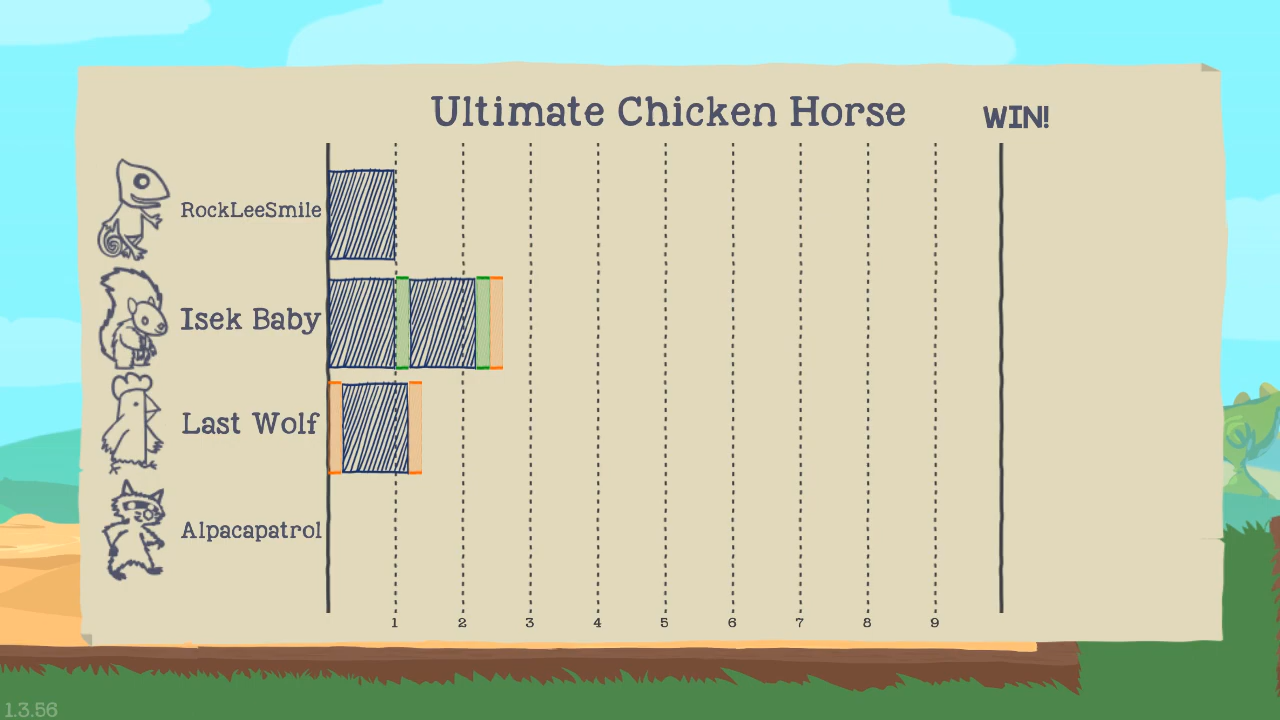 Ultimate Chicken Horse
WIN!
RockLeeSmile
Isek Baby
Last Wolf
Alpacapatrol
1 2 3 4 5 6 7 8 9
1.3.56